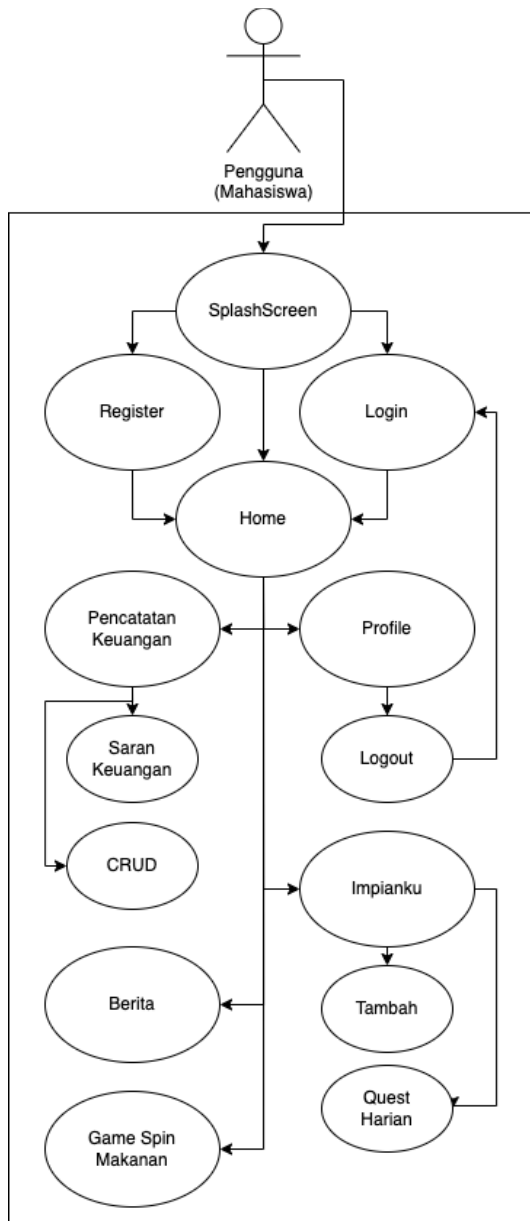 Pengguna
(Mahasiswa)
SplashScreen
Register
Login
Home
Pencatatan
Keuangan
Profile
Saran
Keuangan
Logout
CRUD
Impianku
Berita
Tambah
Quest
Harian
Game Spin
Makanan